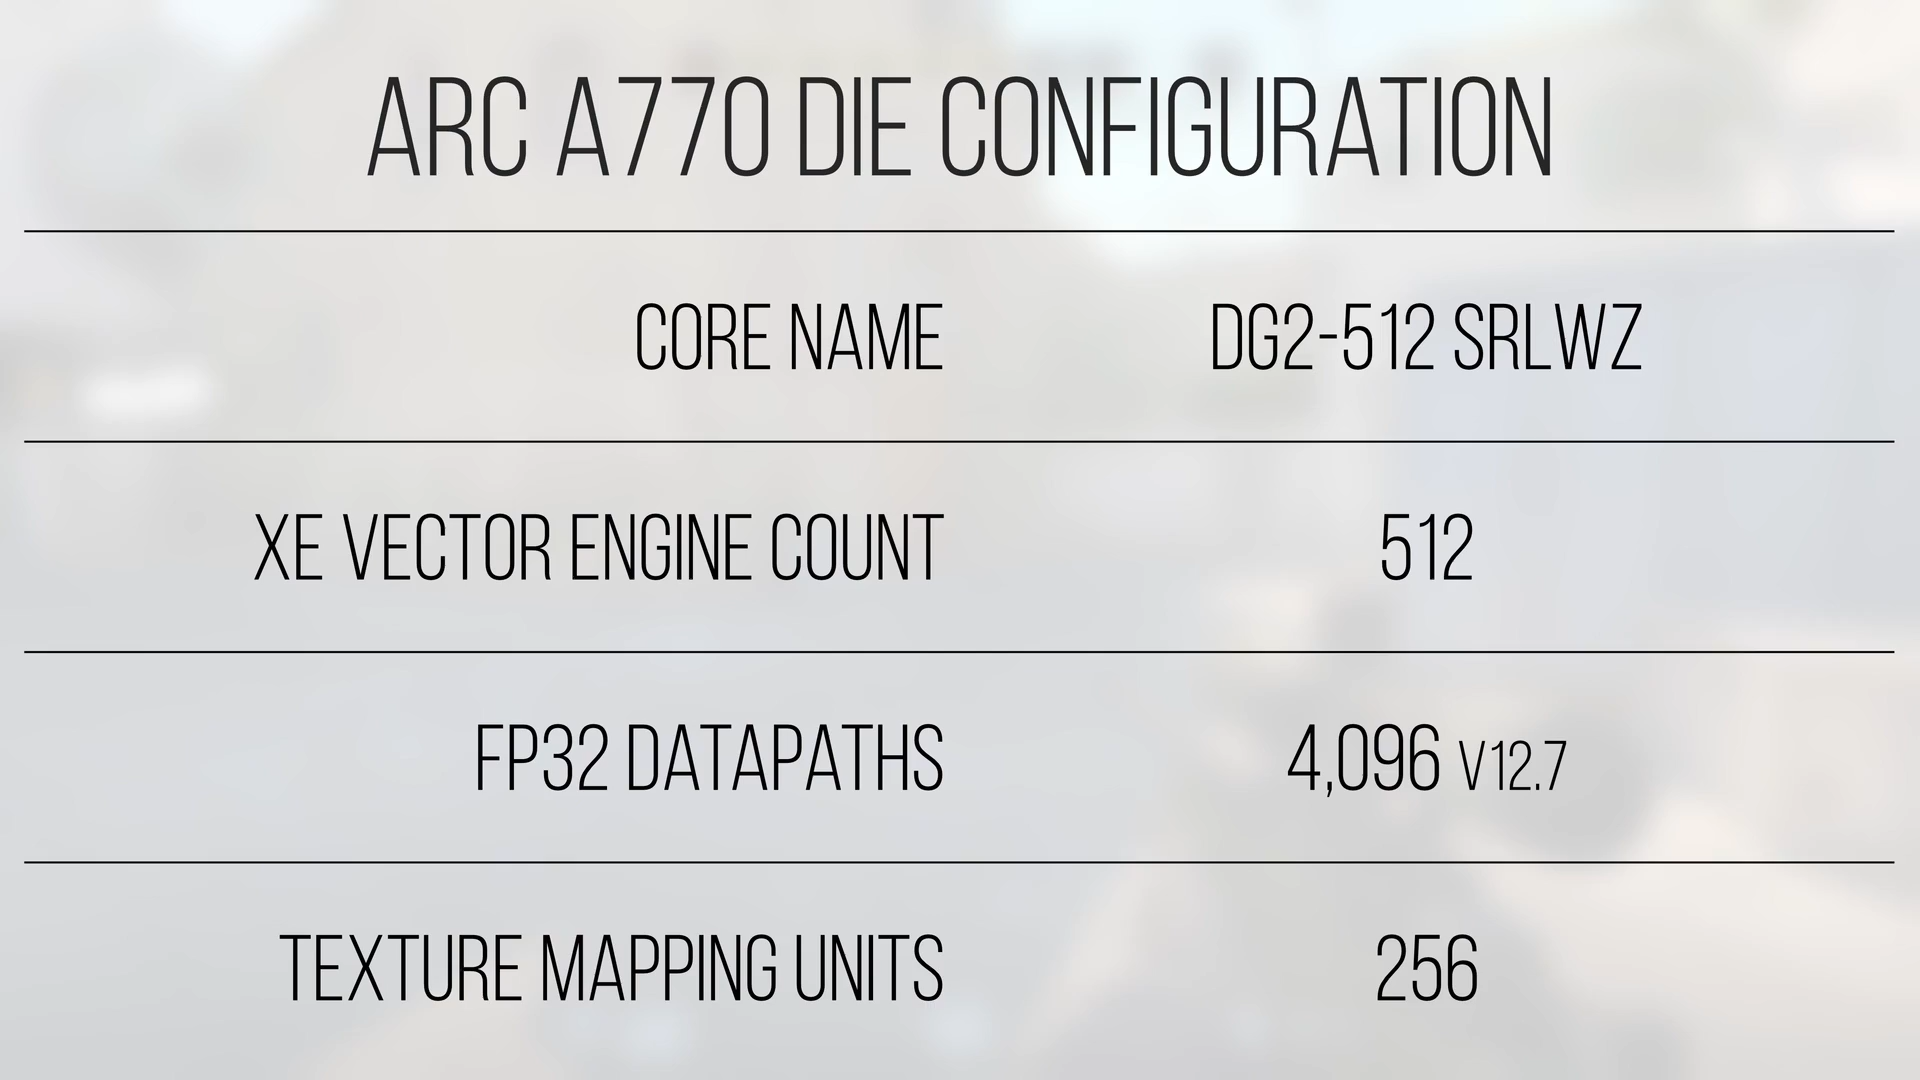 ARC A770 DIE CONFIGURATION
CORE NAME DG2-512 SRLWZ
XE VECTOR ENGINE COUNT 512
FP32 DATAPATHS 4,096 V12.7
TEXTURE MAPPING UNITS 256